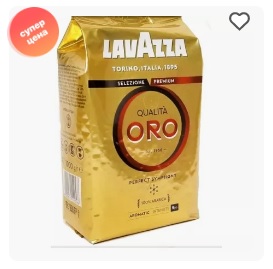 супер
цена
LAVAZZA
TORINO, ITALIA, 1895
SELEZIONE PREMIUM
QUALITÀ
ORO
PERFECT SYMPHONY
100% ARABICA
AROMATIC